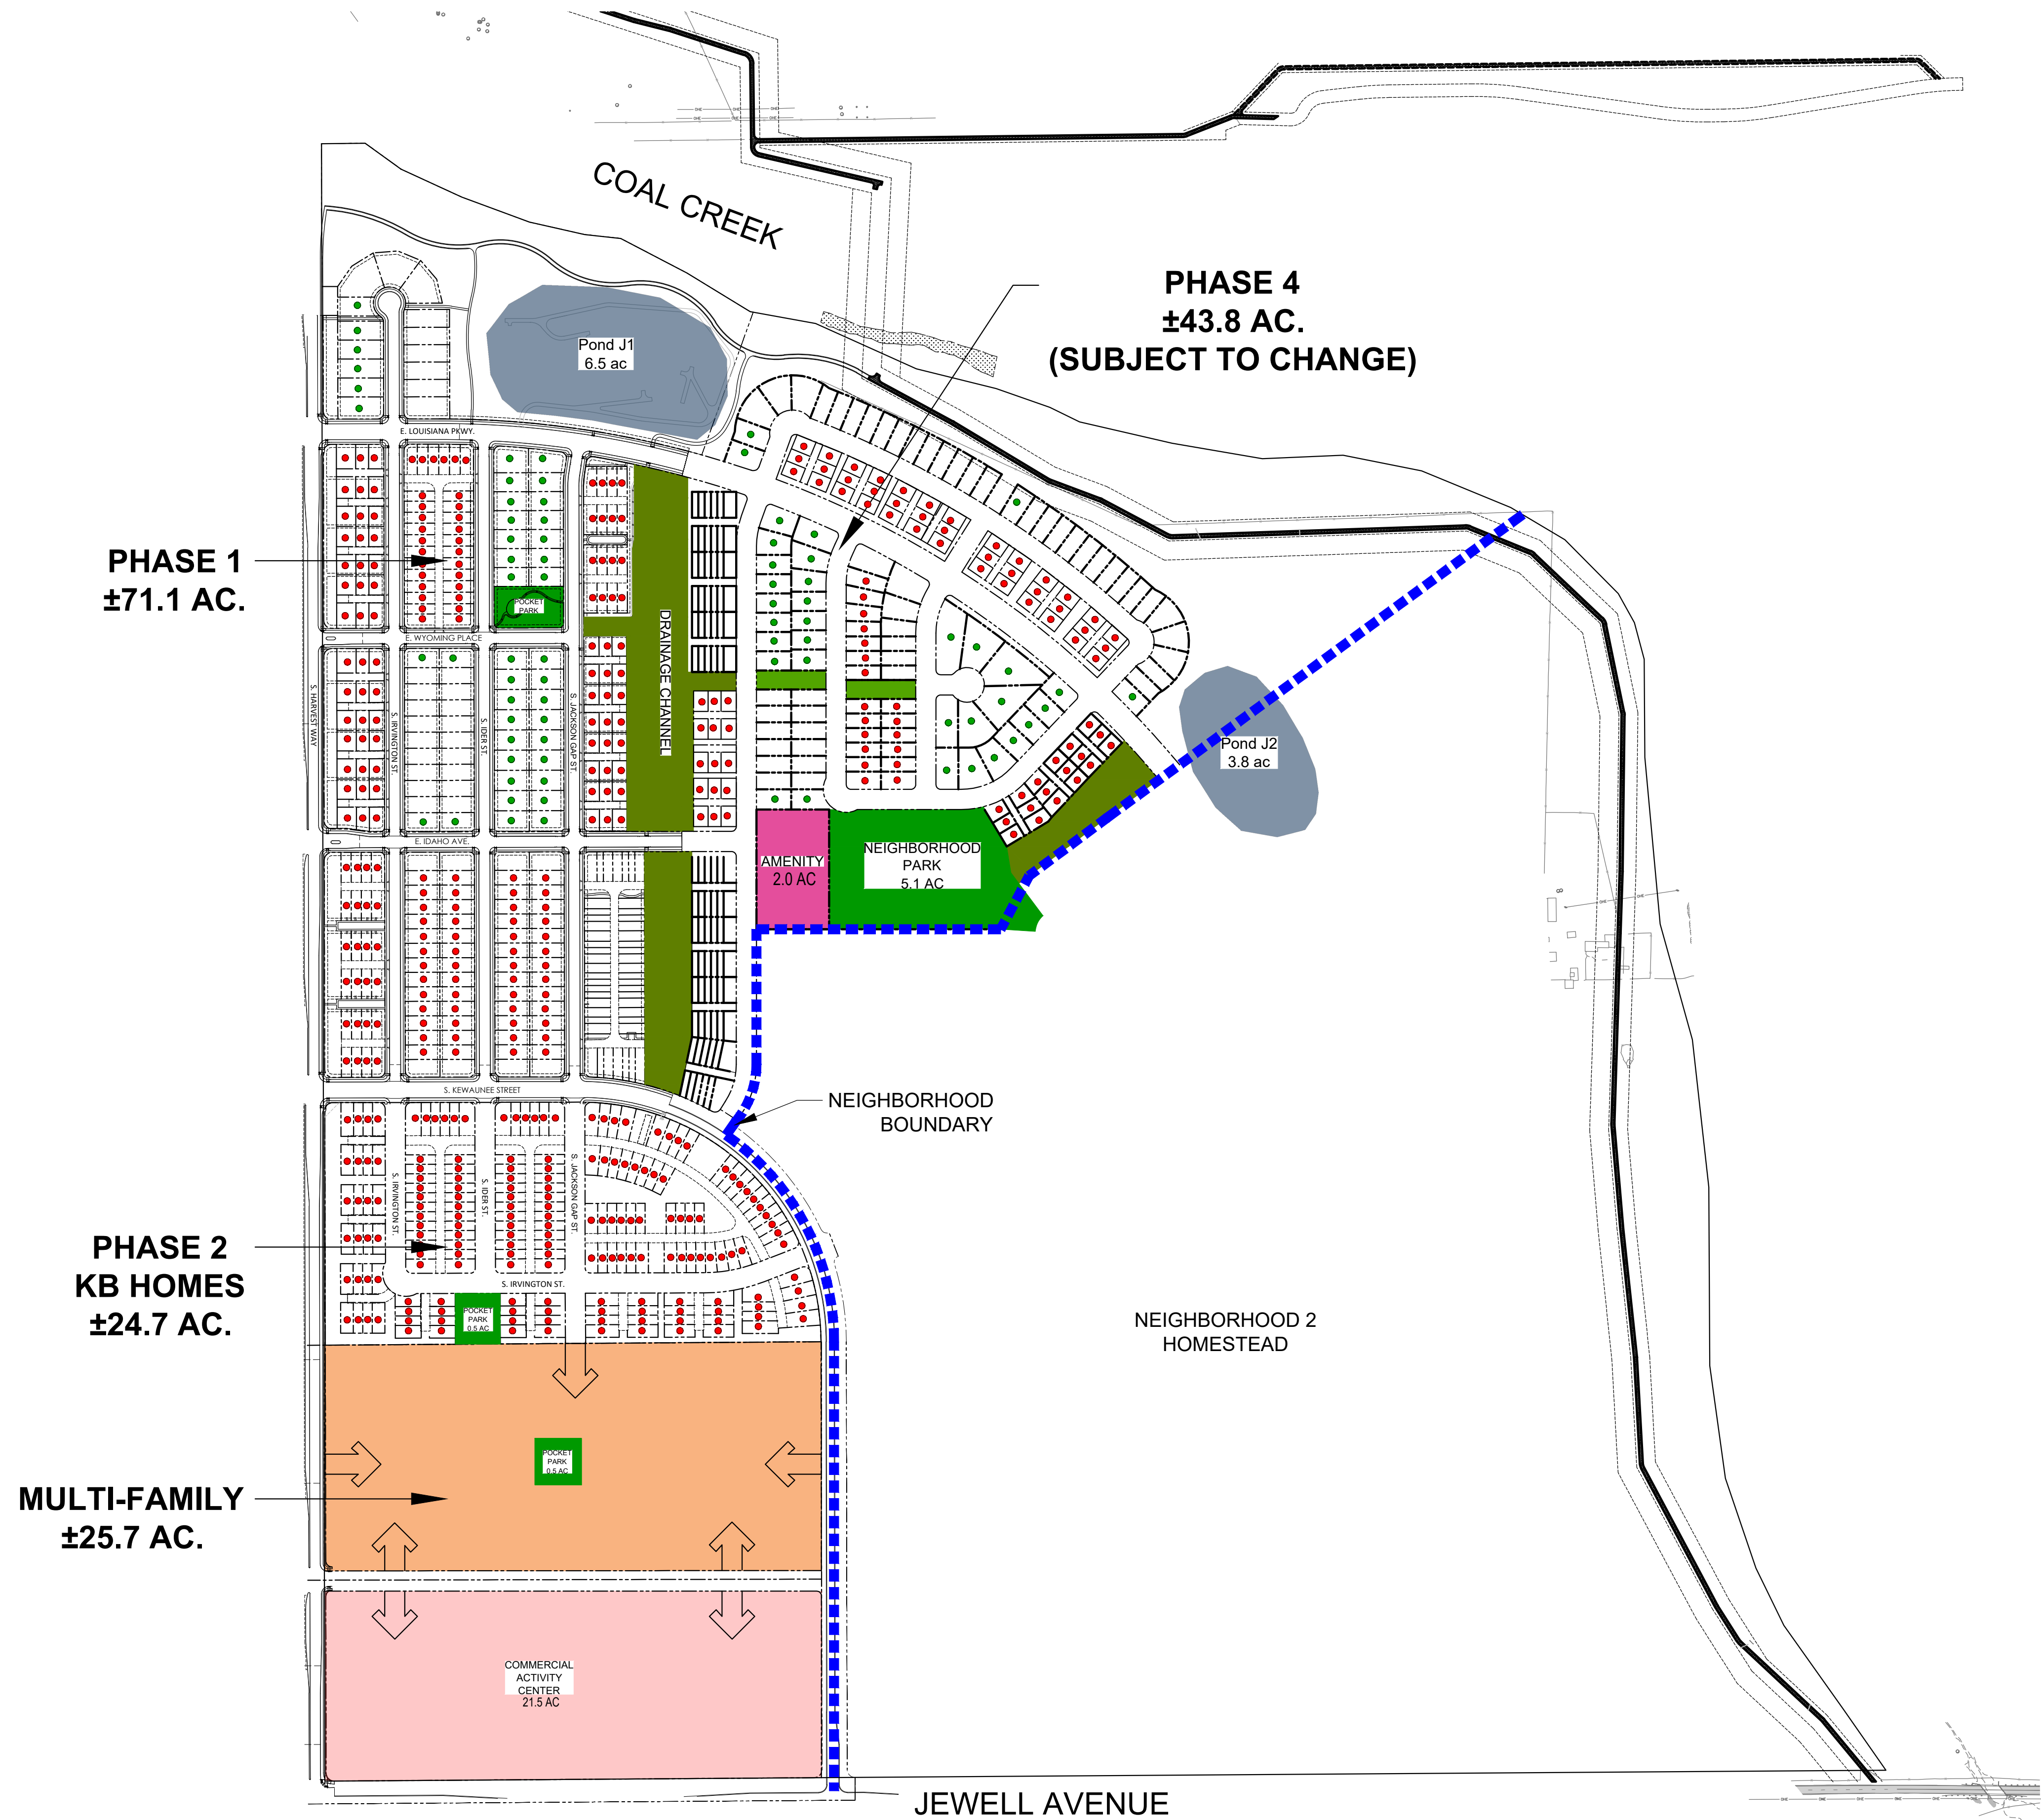 COAL CREEK
PHASE 4
±43.8 AC.
(SUBJECT TO CHANGE)
Pond J1
6.5 ac
E. LOUISIANA PKWY.
PHASE 1
±71.1 AC.
POCKET
PARK
E. WYOMING PLACE
DRAINAGE CHANNEL
S. HARVEST WAY
S. IRVINGTON ST.
S. IDER ST.
S. JACKSON GAP ST.
Pond J2
3.8 ac
E. IDAHO AVE.
AMENITY
2.0 AC
NEIGHBORHOOD
PARK
5.1 AC
S. KEWAUNEE STREET
NEIGHBORHOOD
BOUNDARY
S. IRVINGTON ST.
S. IDER ST.
S. JACKSON GAP ST.
PHASE 2
KB HOMES
±24.7 AC.
S. IRVINGTON ST.
POCKET
PARK
0.5 AC
NEIGHBORHOOD 2
HOMESTEAD
POCKET
PARK
0.5 AC
MULTI-FAMILY
±25.7 AC.
COMMERCIAL
ACTIVITY
CENTER
21.5 AC
JEWELL AVENUE